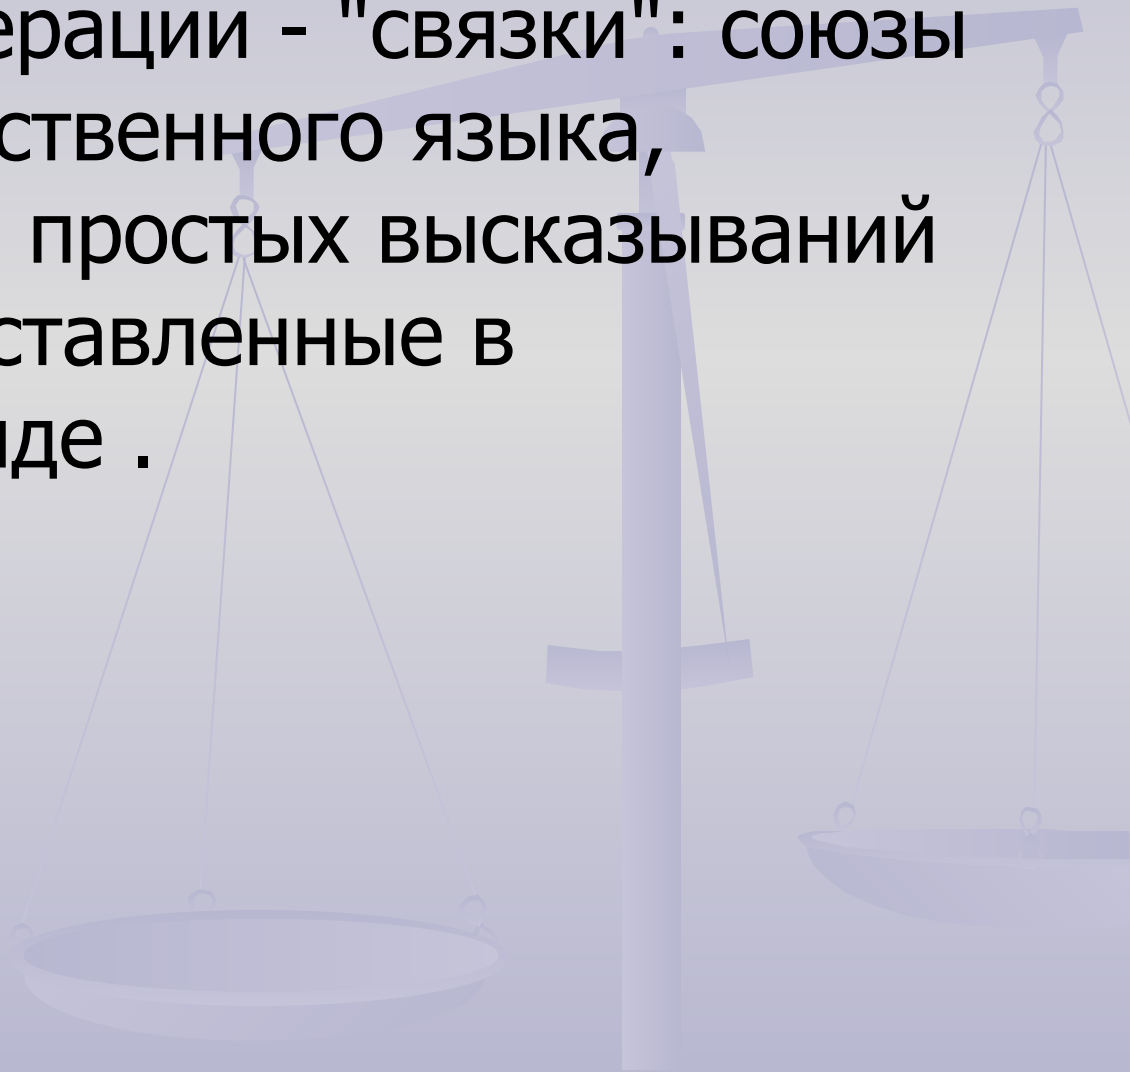 ерации - "связки": союзы
ственного языка,
простых высказываний
ставленные в
иде .